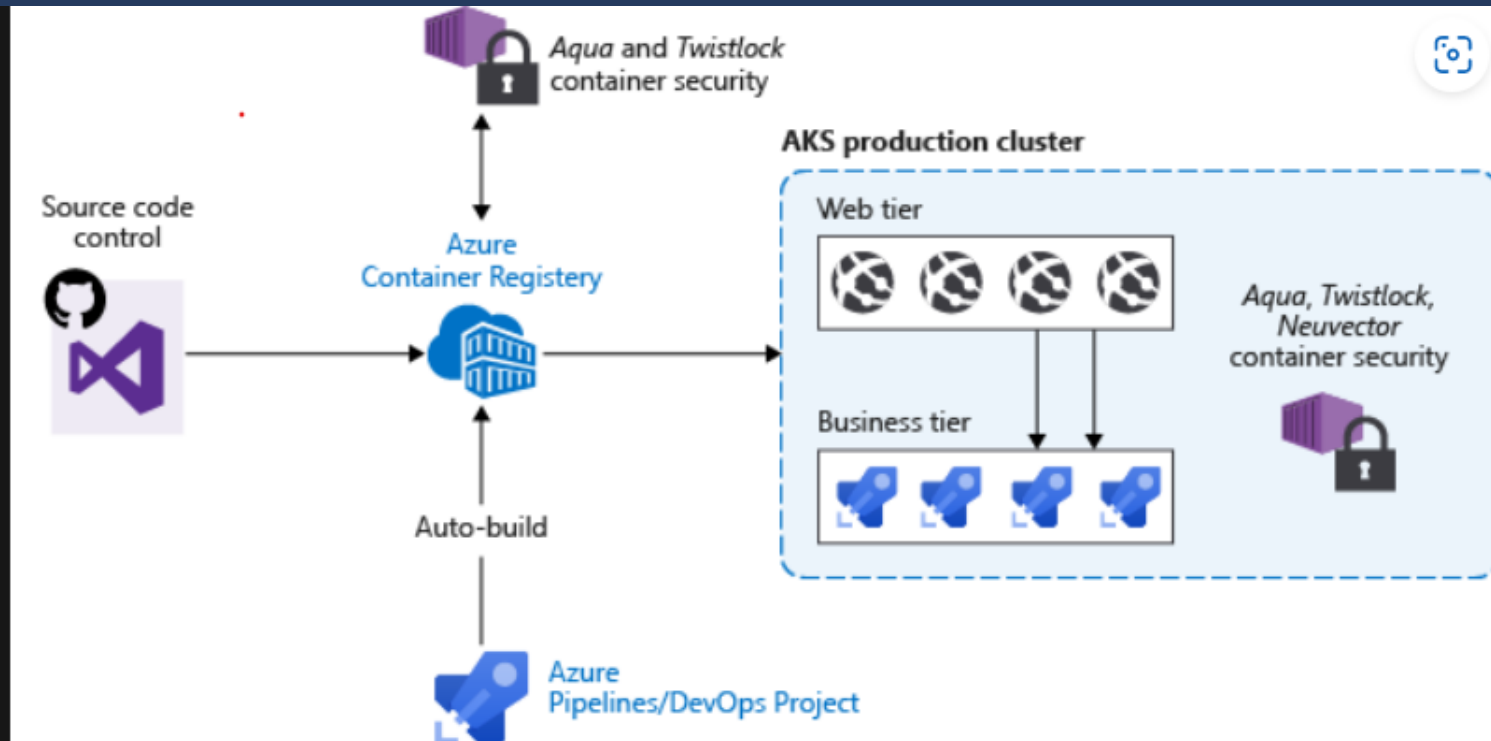 Aqua and Twistlock
container security
AKS production cluster
Source code
control
Web tier
Azure
Container Registery
Aqua, Twistlock,
Neuvector
container security
Business tier
Auto-build
Azure
Pipelines/DevOps Project